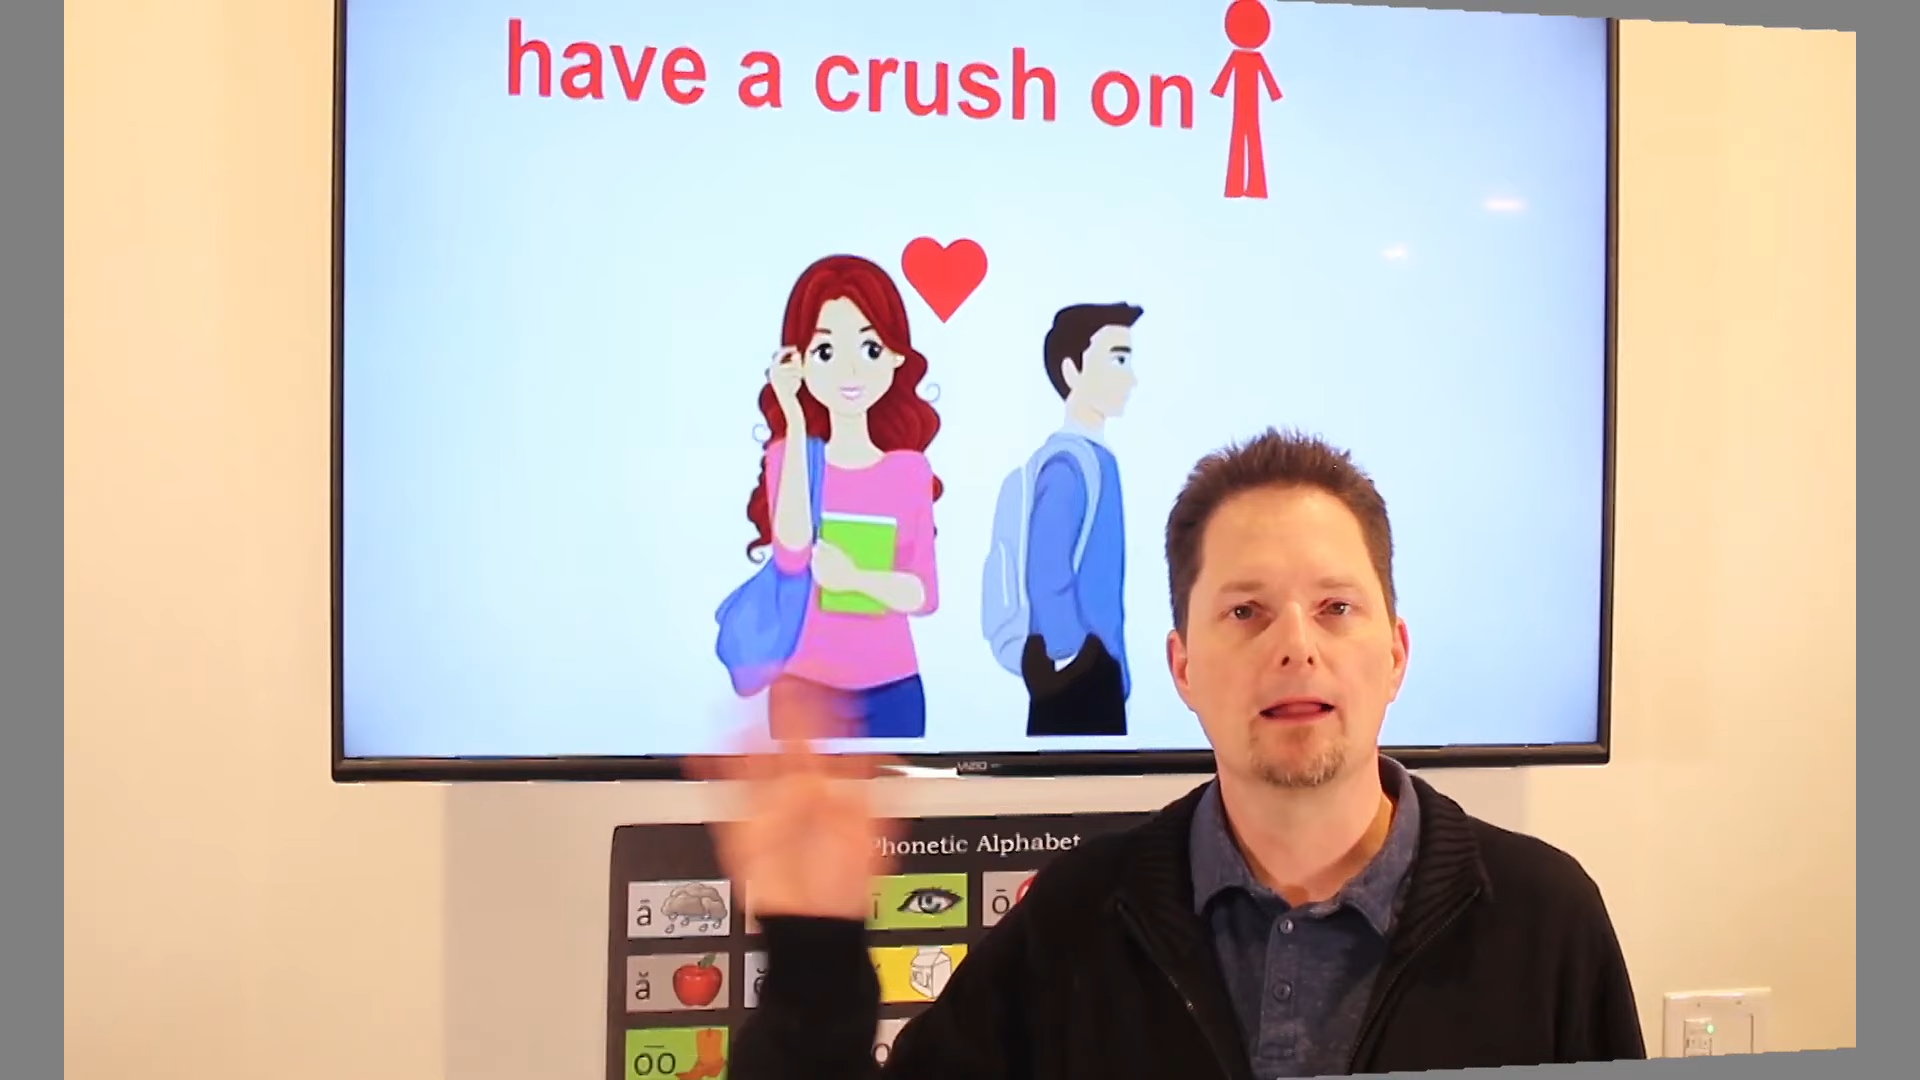 have a crush on
VIZIO
Phonetic Alphabet
ā
ī
ō
ă
o͞o